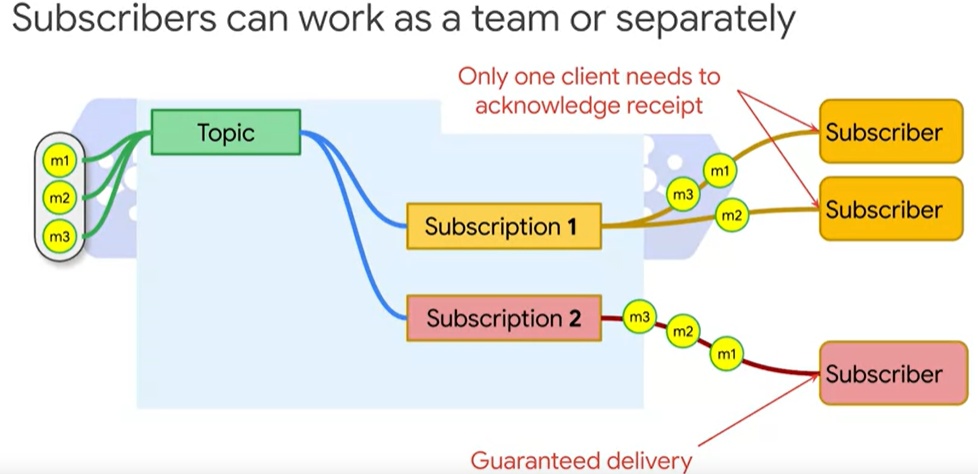 Subscribers can work as a team or separately
Only one client needs to
acknowledge receipt
Topic
Subscriber
m1
m2
m3
m1
m3
m2
Subscriber
Subscription 1
Subscription 2
m3
m2
m1
Subscriber
Guaranteed delivery